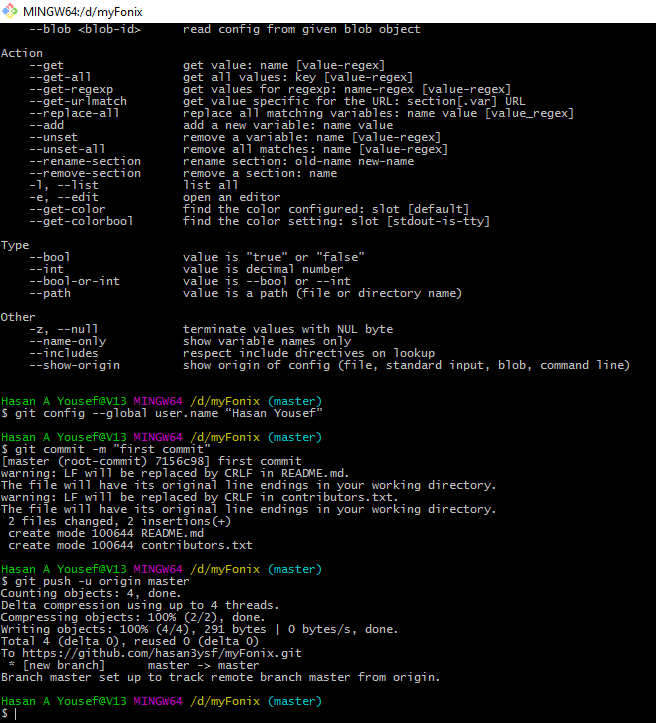 MINGW64:/d/myFonix
--blob <blob-id> read config from given blob object
Action
--get get value: name [value-regex]
--get-all get all values: key [value-regex]
--get-regexp get values for regexp: name-regex [value-regex]
--get-urlmatch get value specific for the URL: section[.var] URL
--replace-all replace all matching variables: name value [value_regex]
--add add a new variable: name value
--unset remove a variable: name [value-regex]
--unset-all remove all matches: name [value-regex]
--rename-section rename section: old-name new-name
--remove-section remove a section: name
-l, --list list all
-e, --edit open an editor
--get-color find the color configured: slot [default]
--get-colorbool find the color setting: slot [stdout-is-tty]
Type
--bool value is "true" or "false"
--int value is decimal number
--bool-or-int value is --bool or --int
--path value is a path (file or directory name)
Other
-z, --null terminate values with NUL byte
--name-only show variable names only
--includes respect include directives on lookup
--show-origin show origin of config (file, standard input, blob, command line)
Hasan A Yousef@V13 MINGW64 /d/myFonix (master)
$ git config --global user.name “Hasan Yousef”
Hasan A Yousef@V13 MINGW64 /d/myFonix (master)
$ git commit -m "first commit"
[master (root-commit) 7156c98] first commit
warning: LF will be replaced by CRLF in README.md.
The file will have its original line endings in your working directory.
warning: LF will be replaced by CRLF in contributors.txt.
The file will have its original line endings in your working directory.
2 files changed, 2 insertions(+)
create mode 100644 README.md
create mode 100644 contributors.txt
Hasan A Yousef@V13 MINGW64 /d/myFonix (master)
$ git push -u origin master
Counting objects: 4, done.
Delta compression using up to 4 threads.
Compressing objects: 100% (2/2), done.
Writing objects: 100% (4/4), 291 bytes | 0 bytes/s, done.
Total 4 (delta 0), reused 0 (delta 0)
To https://github.com/hasan3ysf/myFonix.git
* [new branch] master -> master
Branch master set up to track remote branch master from origin.
Hasan A Yousef@V13 MINGW64 /d/myFonix (master)
$